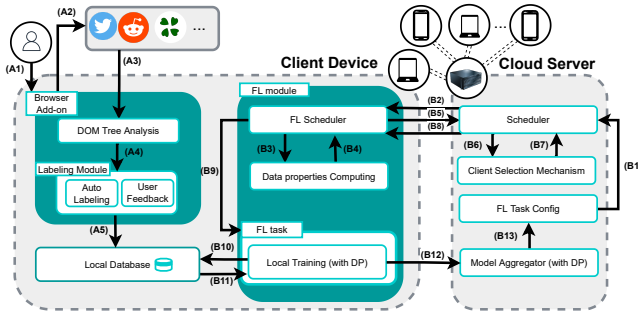 (A2)
...
...
(A1)
(A3)
Client Device
Cloud Server
Browser
Add-on
FL module
(B2)
DOM Tree Analysis
FL Scheduler
(B5)
Scheduler
(B8)
(A4)
(B3)
(B4)
(B6)
(B7)
(B9)
(B1
Labeling Module
Auto
Labeling
User
Feedback
Data properties Computing
Client Selection Mechanism
FL Task Config
(A5)
FL task
(B13)
(B10)
(B12)
Local Database
Local Training (with DP)
Model Aggregator (with DP)
(B11)